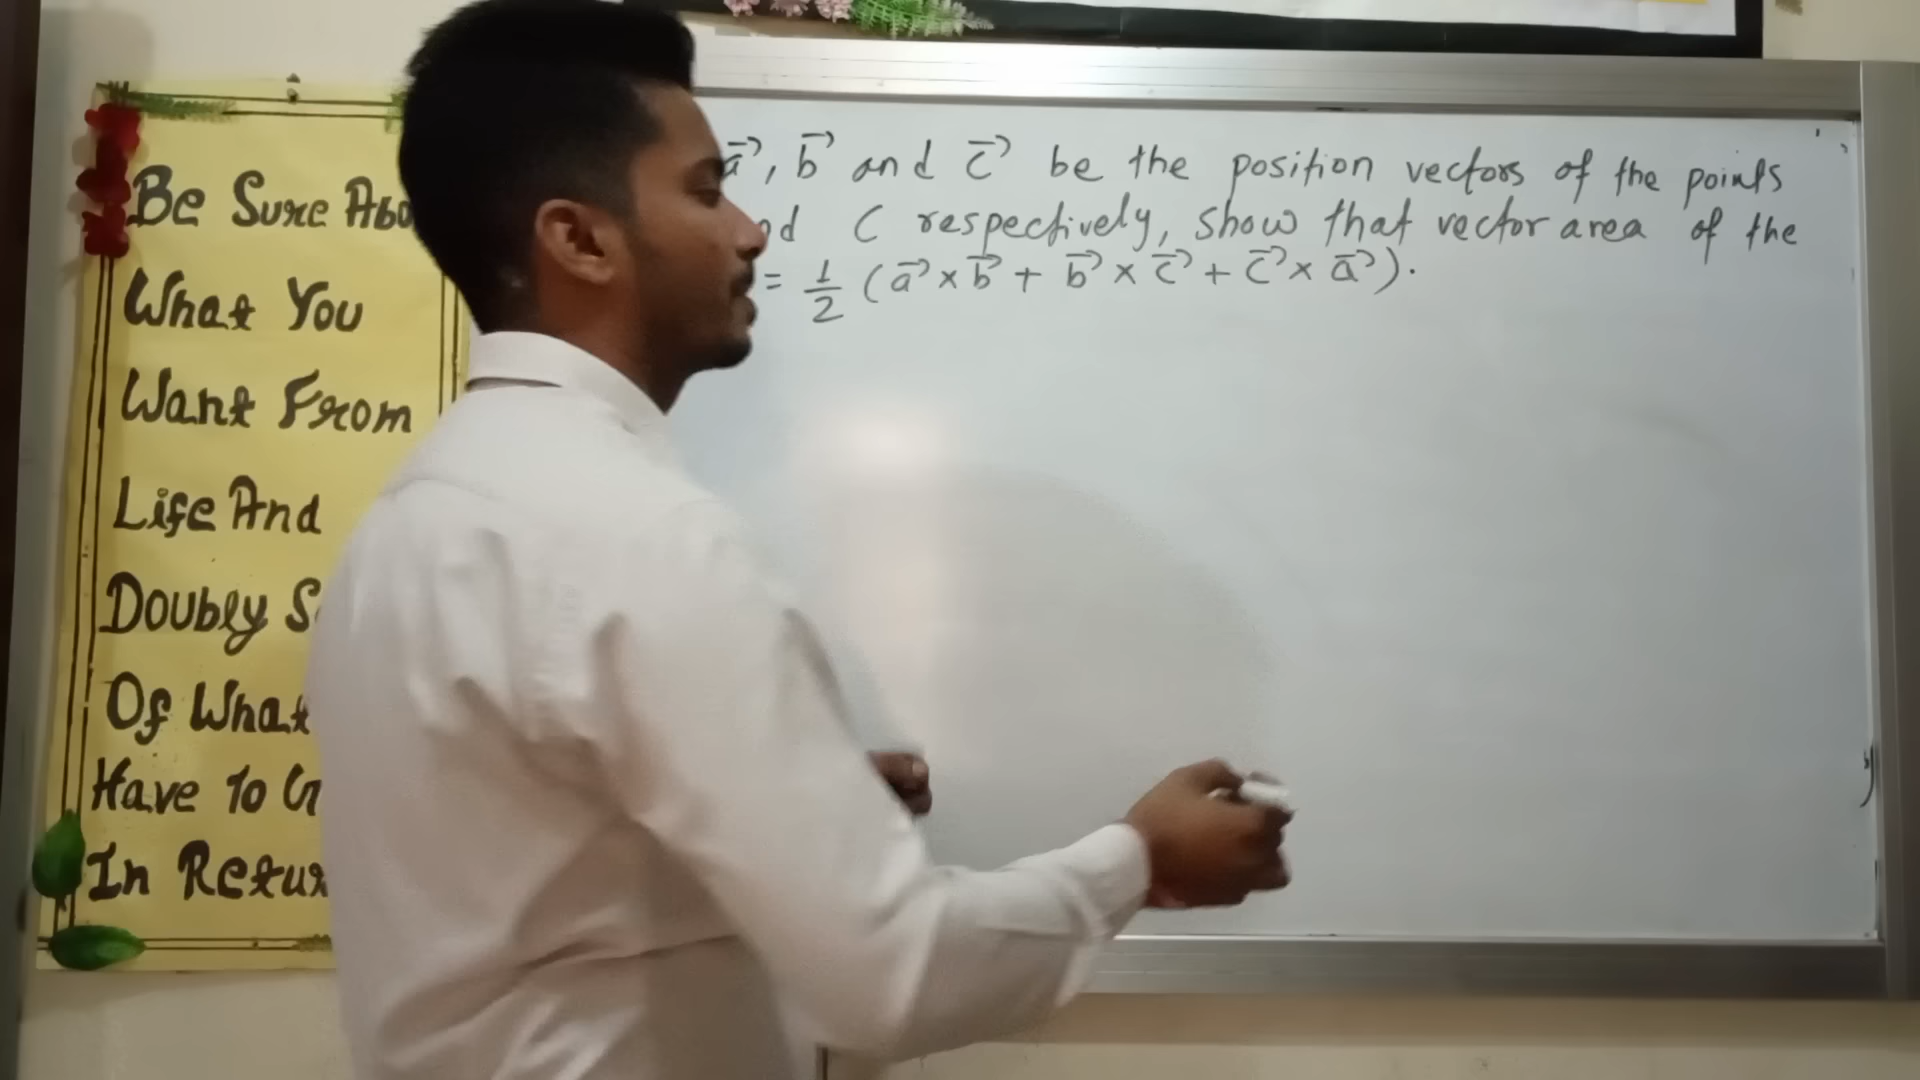 Be Sure Abo
What You
Want From
Life And
Doubly S
Of What
Have To G
In Retur
a⃗, b⃗ and c⃗ be the position vectors of the points
nd C respectively, show that vector area of the
= 1/2 (a⃗ × b⃗ + b⃗ × c⃗ + c⃗ × a⃗).